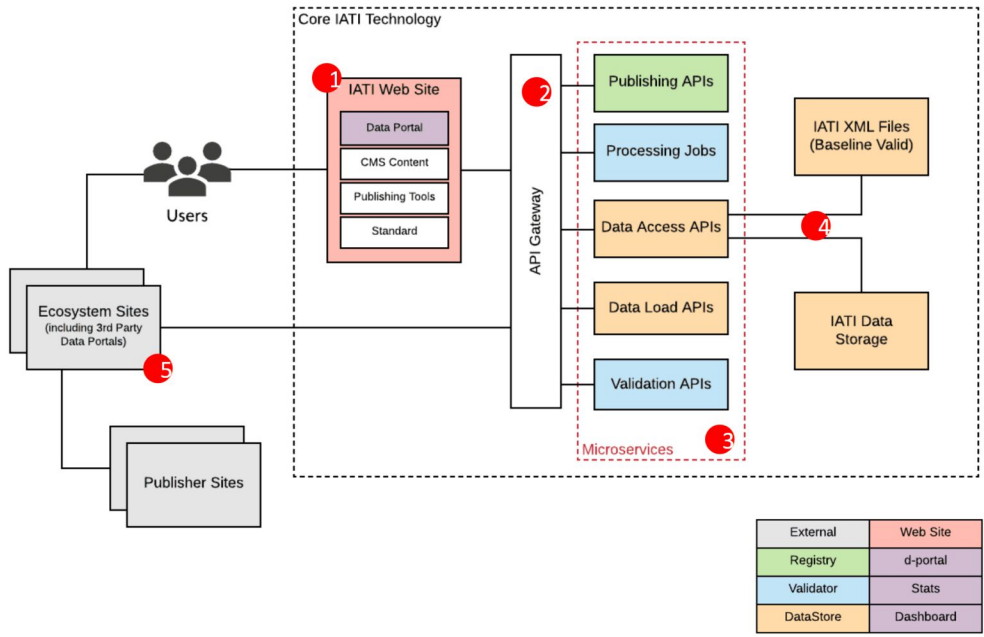 Core IATI Technology
1
IATI Web Site
Data Portal
CMS Content
Publishing Tools
Standard
2
API Gateway
Publishing APIs
Processing Jobs
Data Access APIs
Data Load APIs
Validation APIs
3
Microservices
IATI XML Files
(Baseline Valid)
4
IATI Data
Storage
Users
Ecosystem Sites
(including 3rd Party
Data Portals)
5
Publisher Sites
External
Web Site
Registry
d-portal
Validator
Stats
DataStore
Dashboard